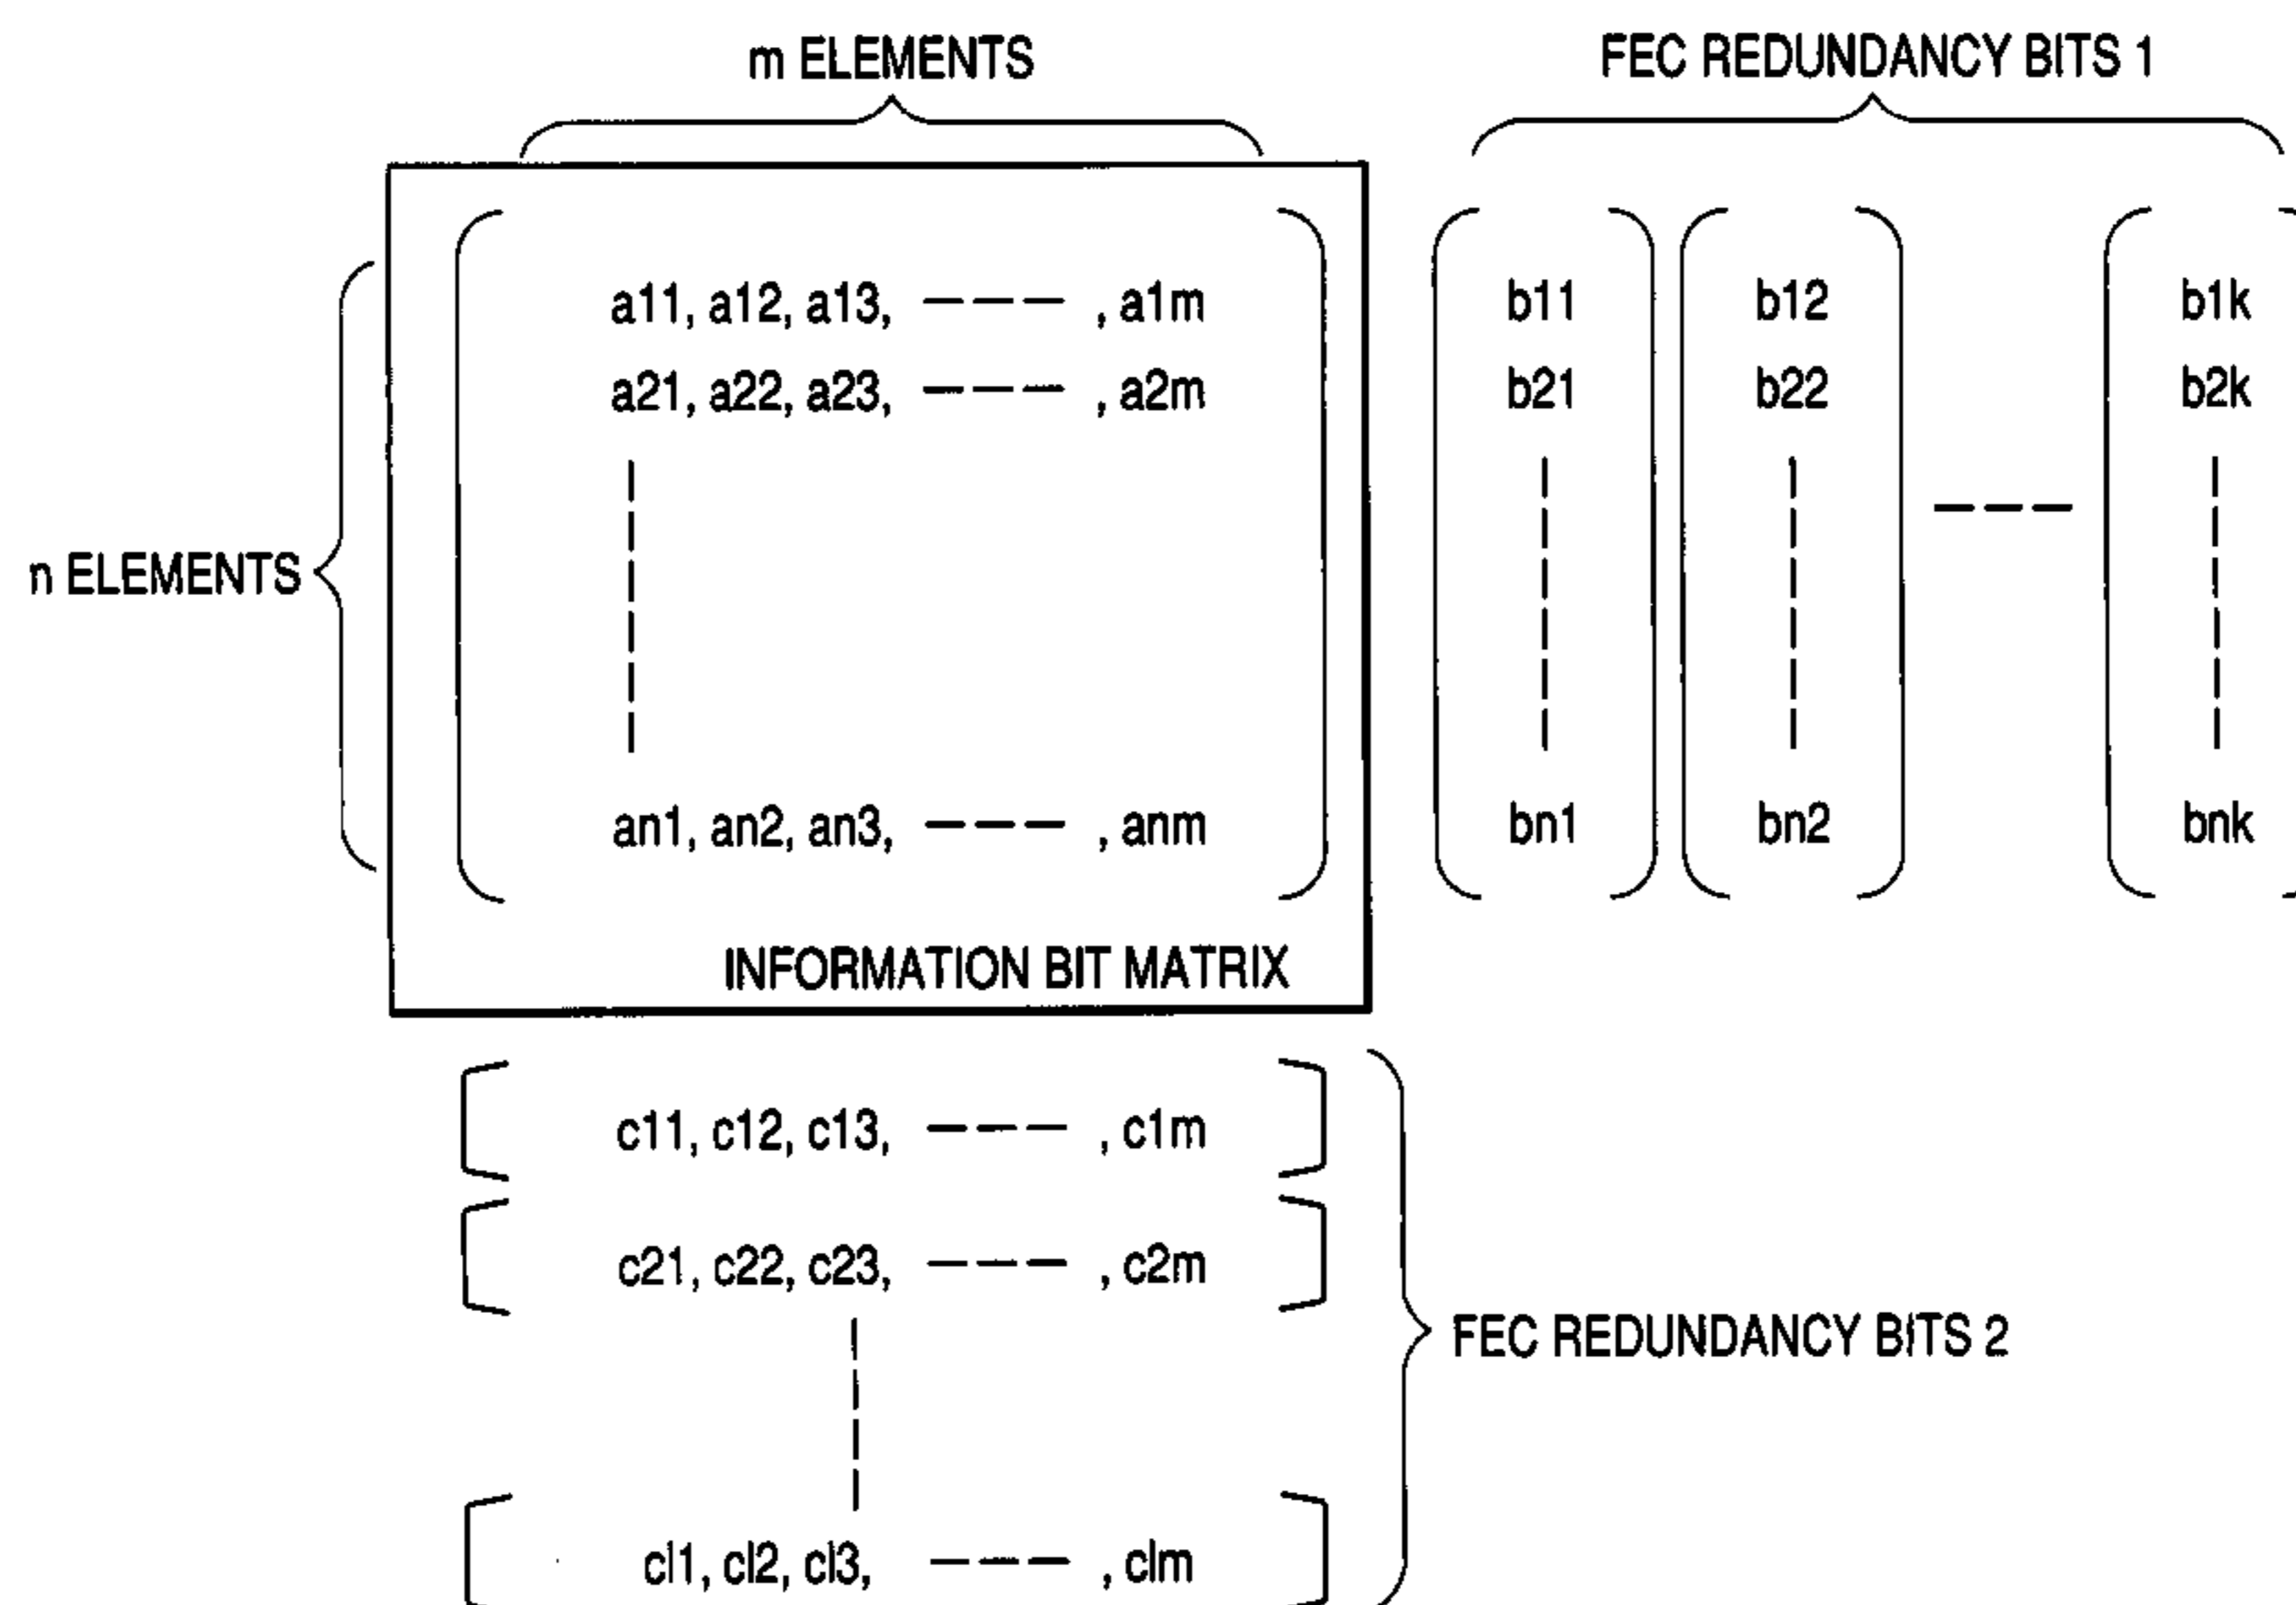 m ELEMENTS
FEC REDUNDANCY BITS 1
a11, a12, a13, --- , a1m
b11
b12
b1k
a21, a22, a23, --- , a2m
b21
b22
b2k
n ELEMENTS
an1, an2, an3, --- , anm
bn1
bn2
bnk
INFORMATION BIT MATRIX
c11, c12, c13, --- , c1m
c21, c22, c23, --- , c2m
FEC REDUNDANCY BITS 2
cl1, cl2, cl3, --- , clm